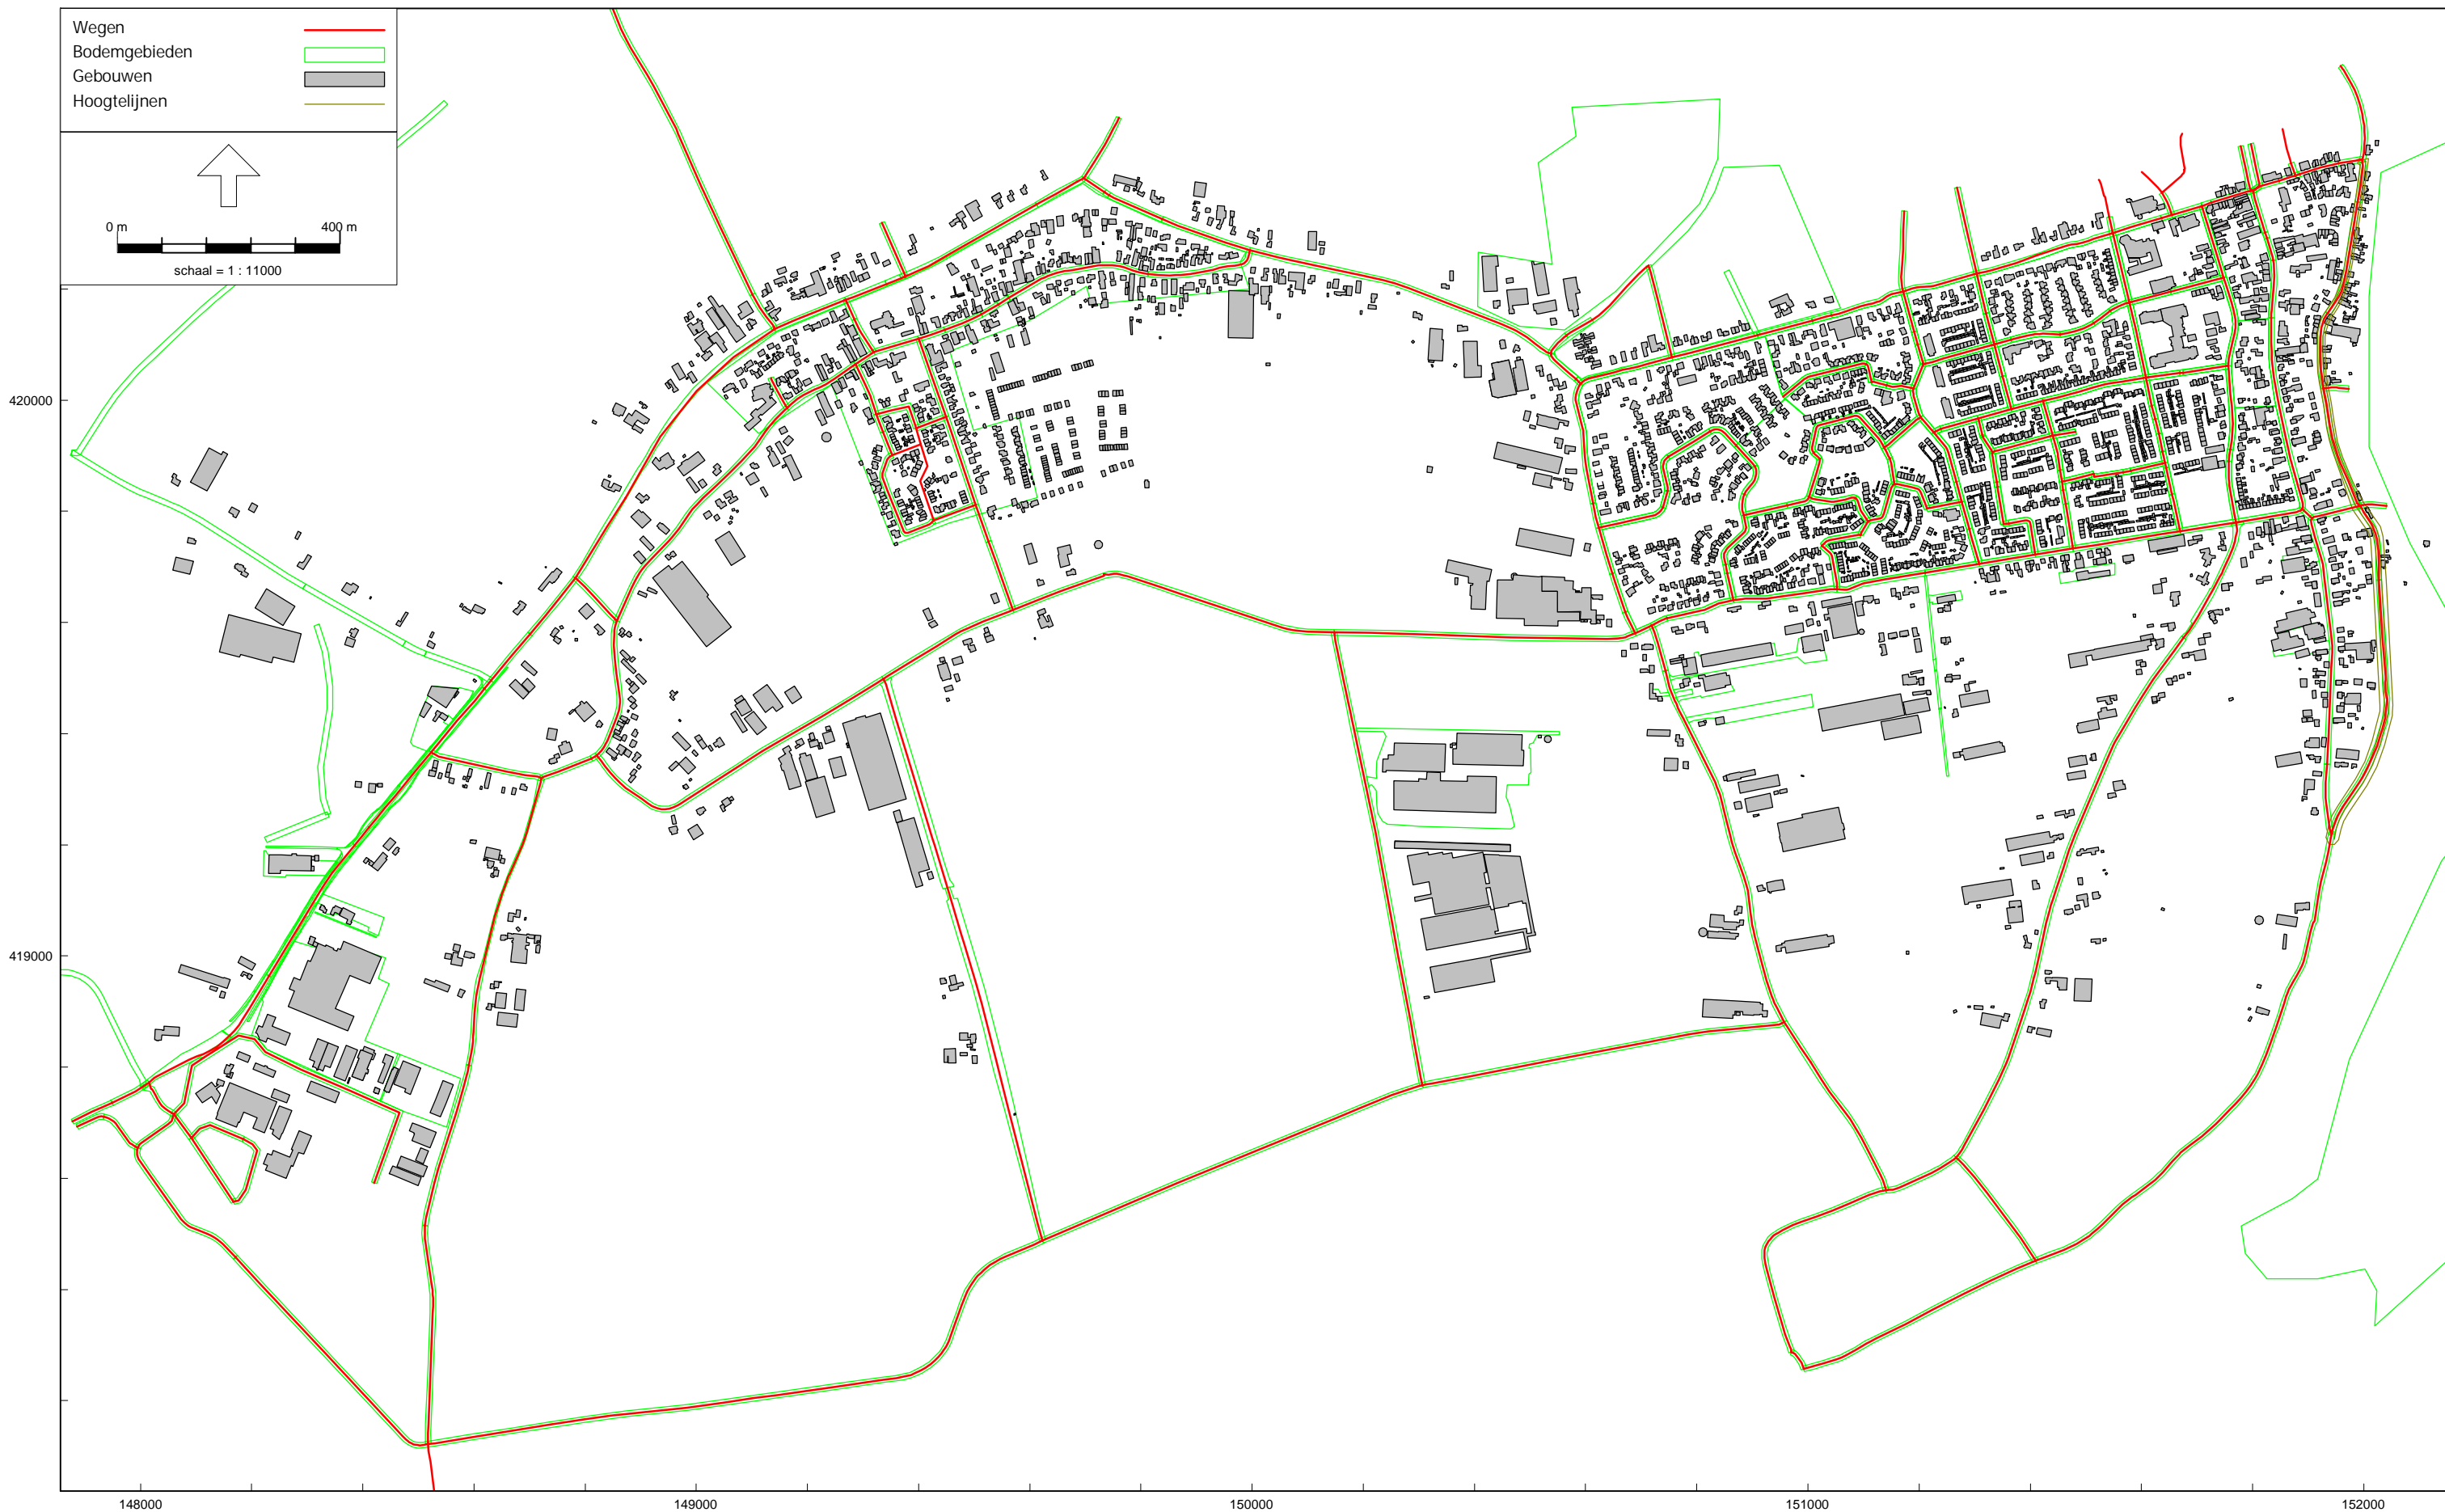 Wegen
Bodemgebieden
Gebouwen
Hoogtelijnen
0 m 400 m
schaal = 1 : 11000
420000
419000
148000 149000 150000 151000 152000